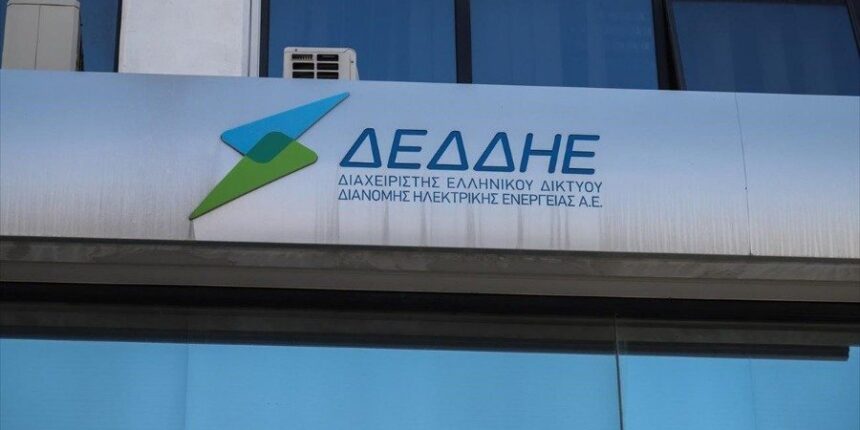 ΔΕΔΔΗΕ
ΔΙΑΧΕΙΡΙΣΤΗΣ ΕΛΛΗΝΙΚΟΥ ΔΙΚΤΥΟΥ
ΔΙΑΝΟΜΗΣ ΗΛΕΚΤΡΙΚΗΣ ΕΝΕΡΓΕΙΑΣ Α.Ε.